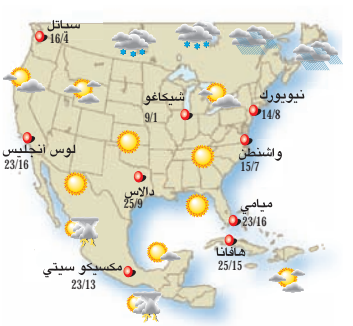 سياتل
16/4
نيويورك
14/8
شيكاغو
9/1
لوس أنجليس
23/16
واشنطن
15/7
دالاس
25/9
ميامي
23/16
هافانا
25/15
مكسيكو سيتي
23/13